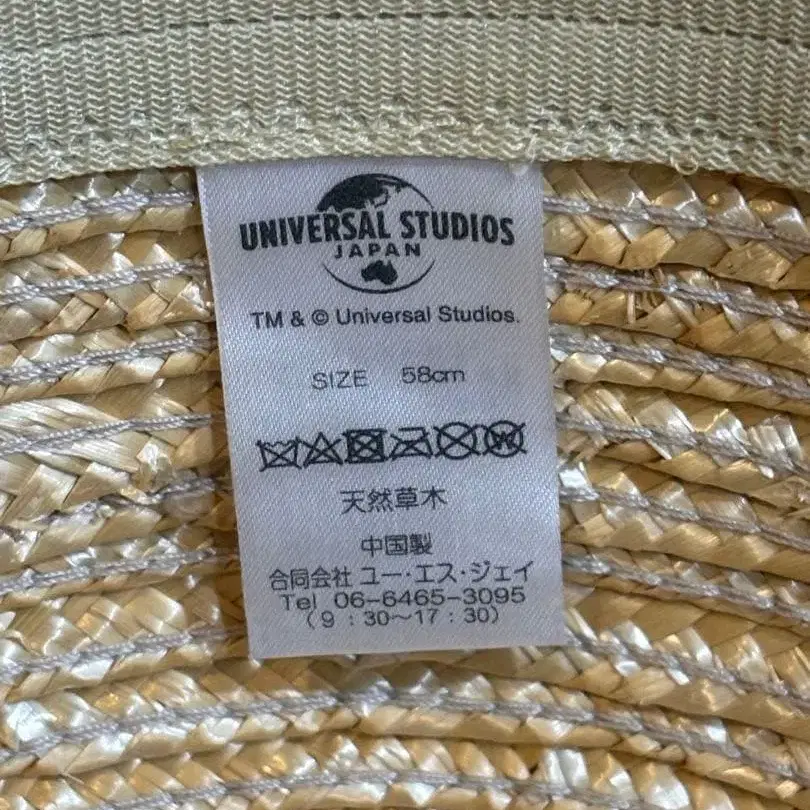 UNIVERSAL STUDIOS
JAPAN
TM & © Universal Studios.
SIZE 58cm
天然草木
中国製
合同会社 ユー・エス・ジェイ
Tel 06-6465-3095
(9:30～17:30)